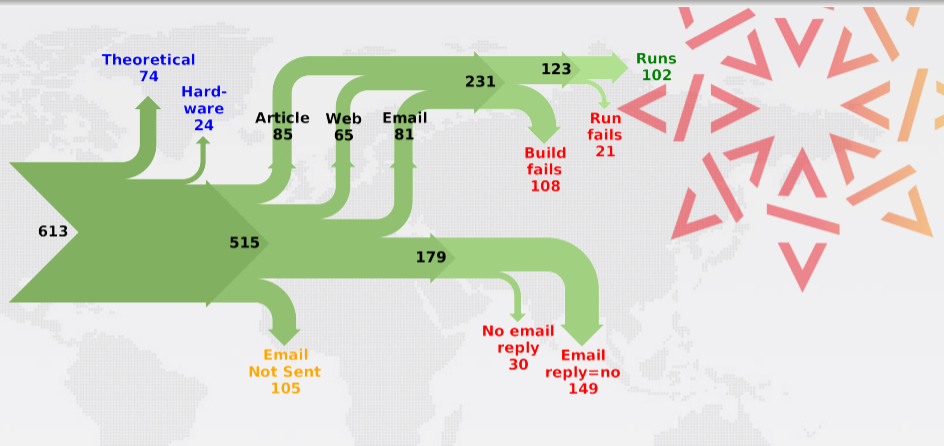 Theoretical
74
Hard-
ware
24
Article
85
Web
65
Email
81
231
123
Runs
102
Run
fails
21
Build
fails
108
613
515
179
Email
Not Sent
105
No email
reply
30
Email
reply=no
149